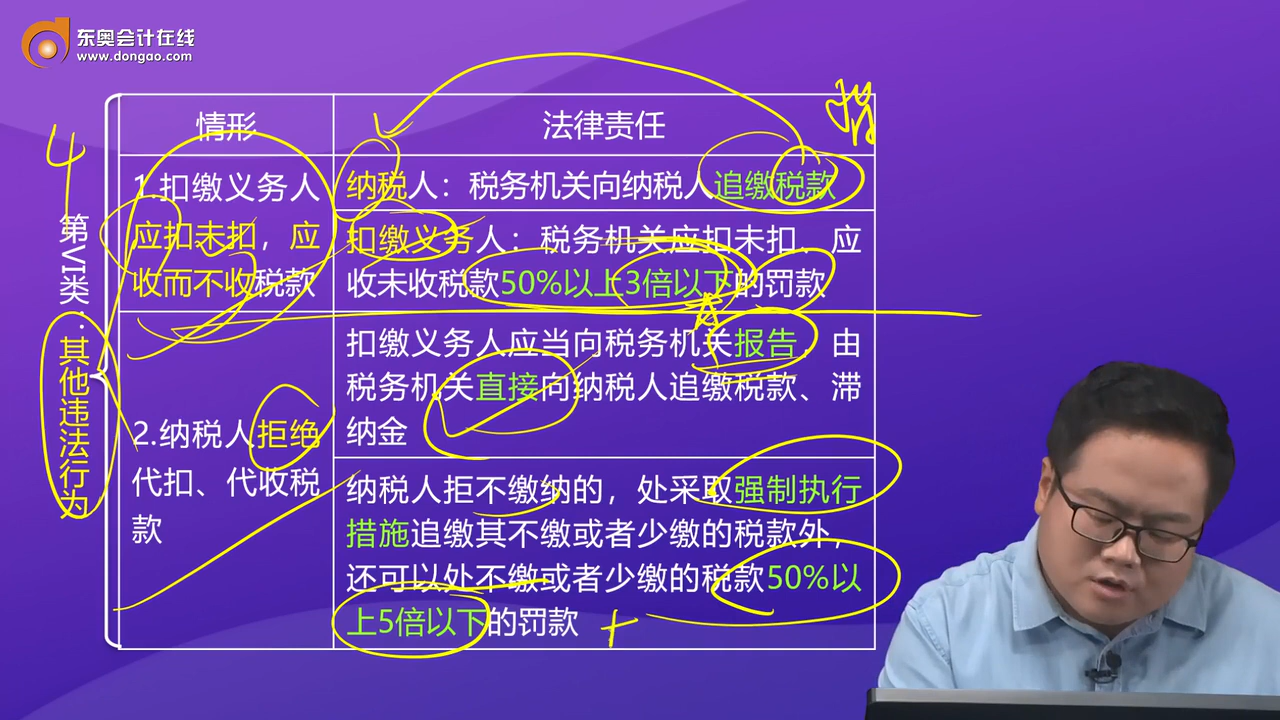 东奥会计在线
www.dongao.com
4
情形
法律责任
第VI类：其他违法行为
1.扣缴义务人
应扣未扣，应
收而不收税款
纳税人：税务机关向纳税人追缴税款
扣缴义务人：税务机关应扣未扣、应
收未收税款50%以上3倍以下的罚款
2.纳税人拒绝
代扣、代收税
款
扣缴义务人应当向税务机关报告，由
税务机关直接向纳税人追缴税款、滞
纳金
纳税人拒不缴纳的，处采取强制执行
措施追缴其不缴或者少缴的税款外，
还可以处不缴或者少缴的税款50%以
上5倍以下的罚款